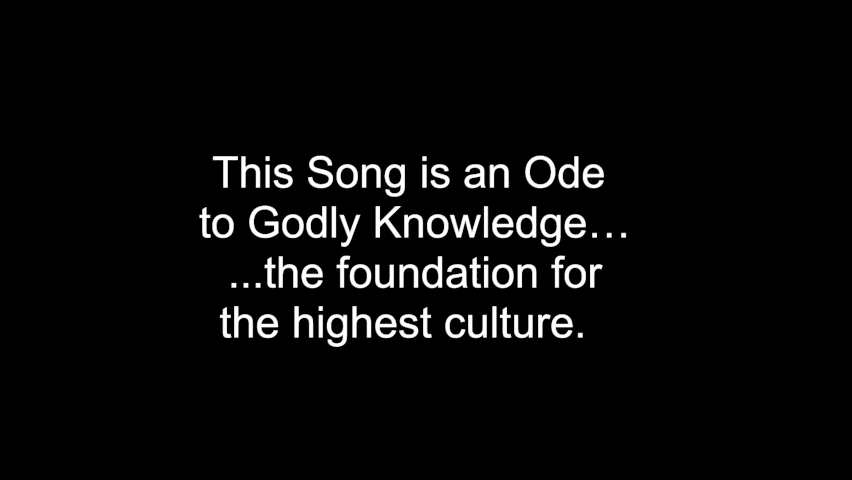 This Song is an Ode
to Godly Knowledge…
...the foundation for
the highest culture.